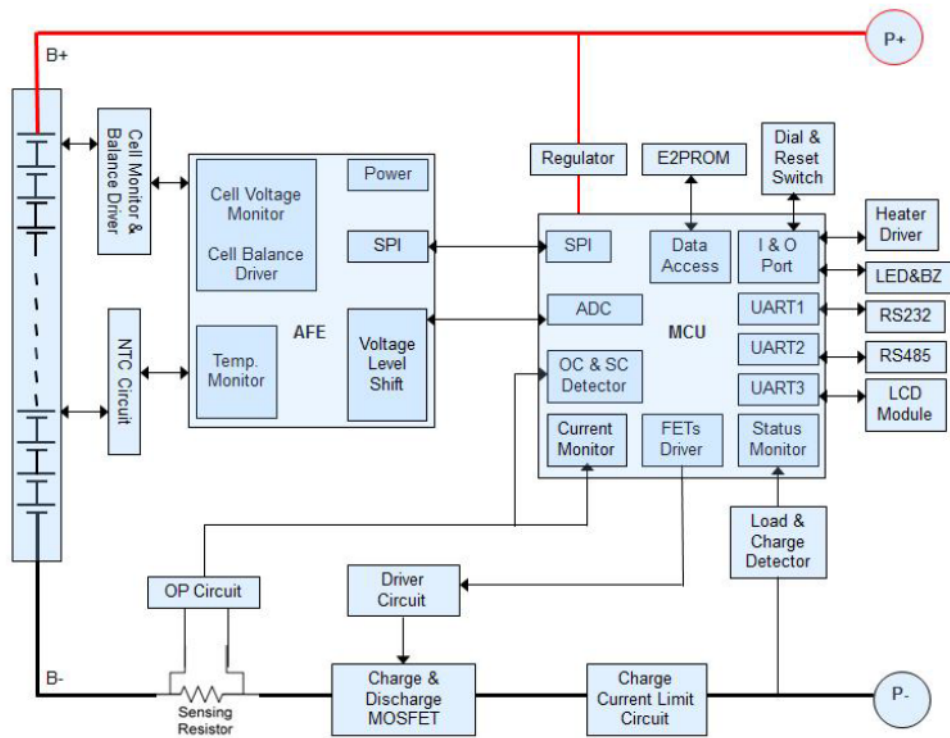 B+
P+
Cell Monitor &
Balance Driver
Regulator
E2PROM
Dial &
Reset
Switch
Power
Cell Voltage
Monitor
Cell Balance
Driver
SPI
SPI
Data
Access
I & O
Port
Heater
Driver
LED&BZ
AFE
ADC
MCU
UART1
RS232
NTC Circuit
Temp.
Monitor
Voltage
Level
Shift
OC & SC
Detector
UART2
RS485
UART3
LCD
Module
Current
Monitor
FETs
Driver
Status
Monitor
Load &
Charge
Detector
OP Circuit
Driver
Circuit
B-
Sensing
Resistor
Charge &
Discharge
MOSFET
Charge
Current Limit
Circuit
P-